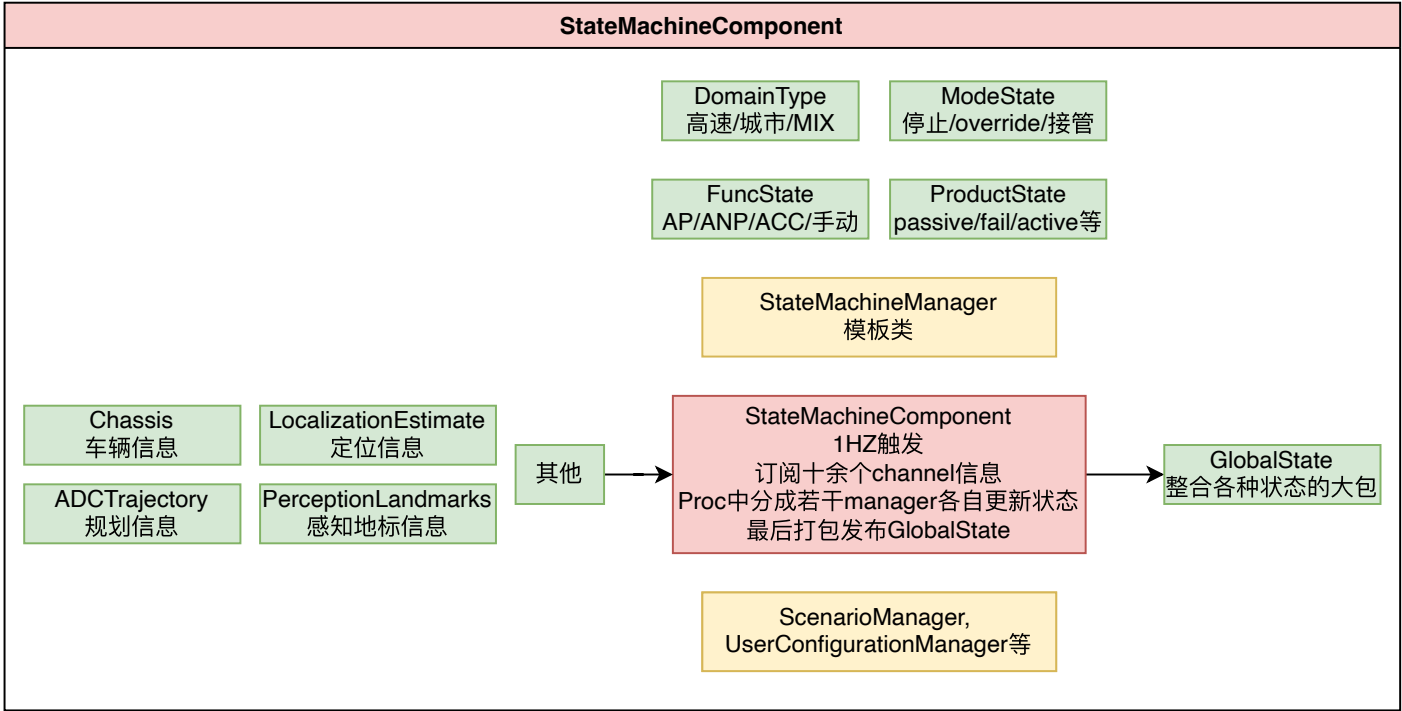 StateMachineComponent
DomainType
高速/城市/MIX
ModeState
停止/override/接管
FuncState
AP/ANP/ACC/手动
ProductState
passive/fail/active等
StateMachineManager
模板类
Chassis
车辆信息
LocalizationEstimate
定位信息
ADCTrajectory
规划信息
PerceptionLandmarks
感知地标信息
其他
StateMachineComponent
1HZ触发
订阅十余个channel信息
Proc中分成若干manager各自更新状态
最后打包发布GlobalState
GlobalState
整合各种状态的大包
ScenarioManager,
UserConfigurationManager等